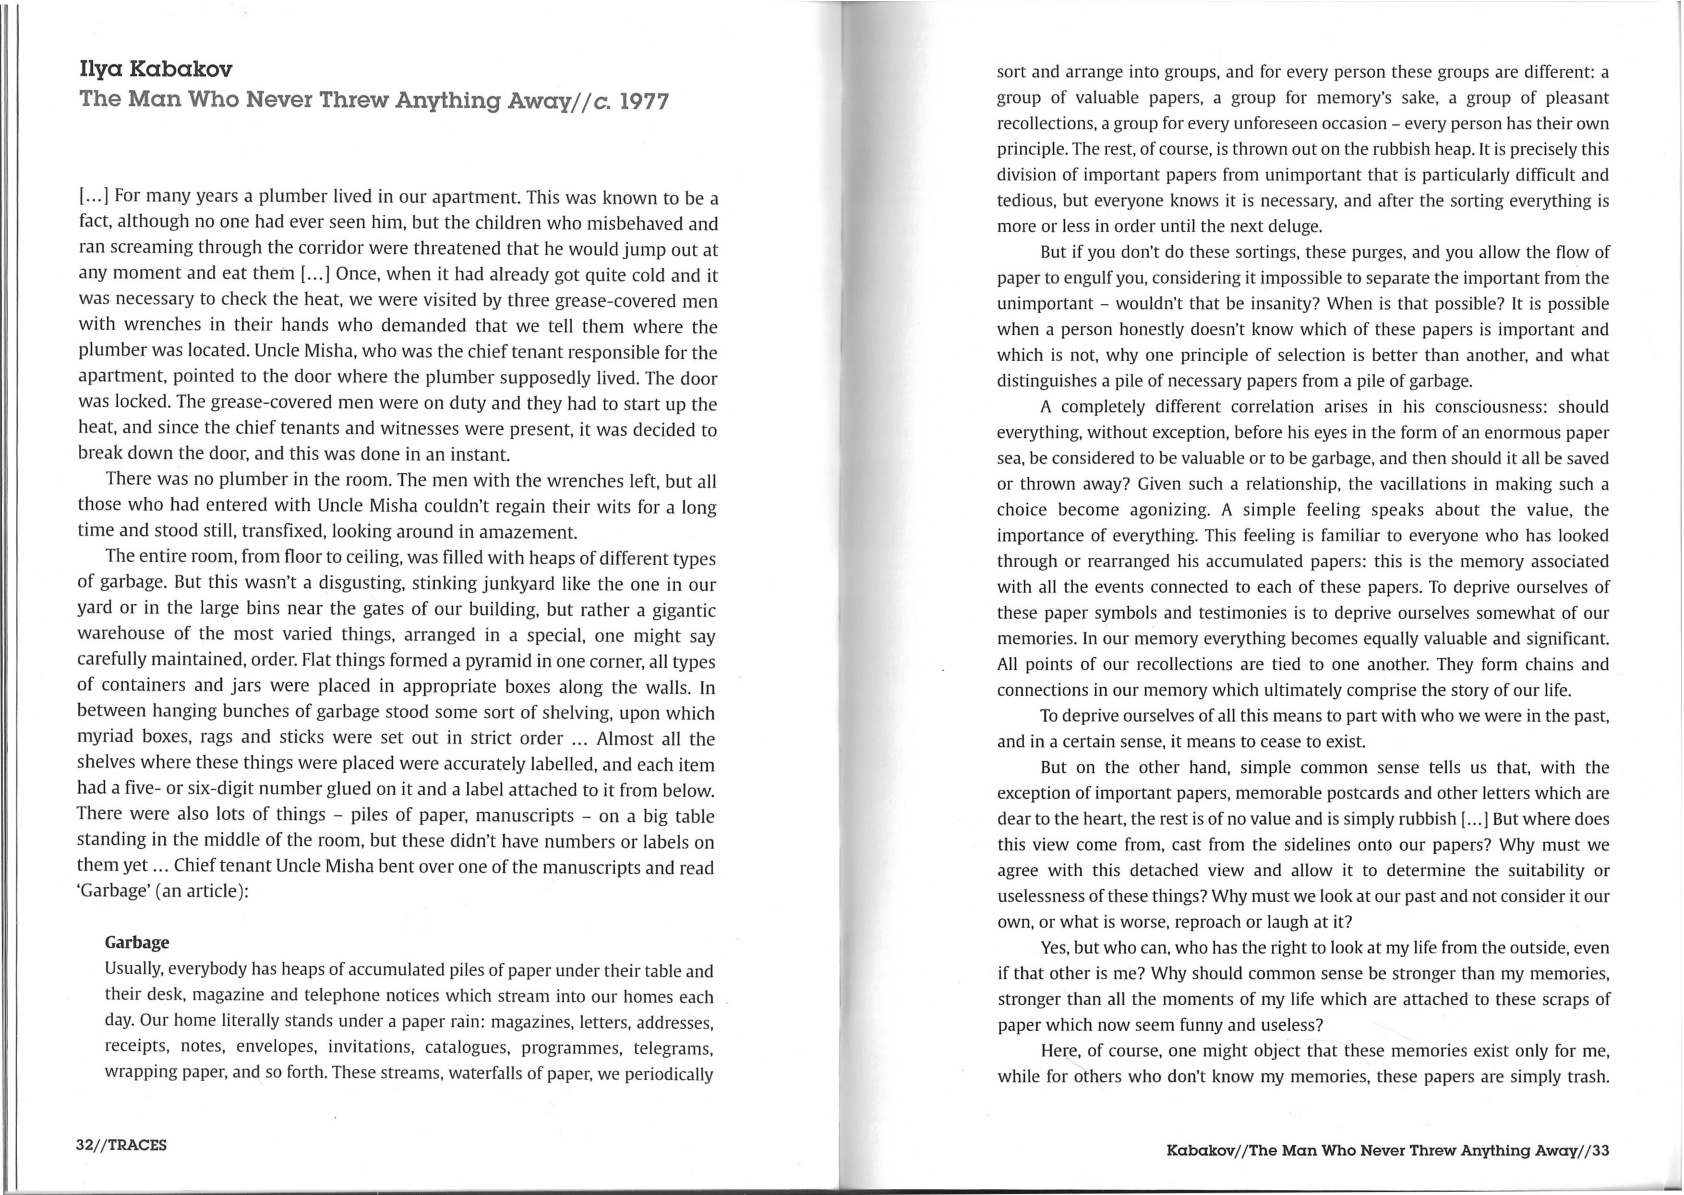 Ilya Kabakov
The Man Who Never Threw Anything Away//c. 1977
[...] For many years a plumber lived in our apartment. This was known to be a
fact, although no one had ever seen him, but the children who misbehaved and
ran screaming through the corridor were threatened that he would jump out at
any moment and eat them [...] Once, when it had already got quite cold and it
was necessary to check the heat, we were visited by three grease-covered men
with wrenches in their hands who demanded that we tell them where the
plumber was located. Uncle Misha, who was the chief tenant responsible for the
apartment, pointed to the door where the plumber supposedly lived. The door
was locked. The grease-covered men were on duty and they had to start up the
heat, and since the chief tenants and witnesses were present, it was decided to
break down the door, and this was done in an instant.
There was no plumber in the room. The men with the wrenches left, but all
those who had entered with Uncle Misha couldn't regain their wits for a long
time and stood still, transfixed, looking around in amazement.
The entire room, from floor to ceiling, was filled with heaps of different types
of garbage. But this wasn't a disgusting, stinking junkyard like the one in our
yard or in the large bins near the gates of our building, but rather a gigantic
warehouse of the most varied things, arranged in a special, one might say
carefully maintained, order. Flat things formed a pyramid in one corner, all types
of containers and jars were placed in appropriate boxes along the walls. In
between hanging bunches of garbage stood some sort of shelving, upon which
myriad boxes, rags and sticks were set out in strict order ... Almost all the
shelves where these things were placed were accurately labelled, and each item
had a five- or six-digit number glued on it and a label attached to it from below.
There were also lots of things – piles of paper, manuscripts – on a big table
standing in the middle of the room, but these didn't have numbers or labels on
them yet ... Chief tenant Uncle Misha bent over one of the manuscripts and read
'Garbage' (an article):
Garbage
Usually, everybody has heaps of accumulated piles of paper under their table and
their desk, magazine and telephone notices which stream into our homes each
day. Our home literally stands under a paper rain: magazines, letters, addresses,
receipts, notes, envelopes, invitations, catalogues, programmes, telegrams,
wrapping paper, and so forth. These streams, waterfalls of paper, we periodically
32//TRACES
sort and arrange into groups, and for every person these groups are different: a
group of valuable papers, a group for memory's sake, a group of pleasant
recollections, a group for every unforeseen occasion – every person has their own
principle. The rest, of course, is thrown out on the rubbish heap. It is precisely this
division of important papers from unimportant that is particularly difficult and
tedious, but everyone knows it is necessary, and after the sorting everything is
more or less in order until the next deluge.
But if you don't do these sortings, these purges, and you allow the flow of
paper to engulf you, considering it impossible to separate the important from the
unimportant – wouldn't that be insanity? When is that possible? It is possible
when a person honestly doesn't know which of these papers is important and
which is not, why one principle of selection is better than another, and what
distinguishes a pile of necessary papers from a pile of garbage.
A completely different correlation arises in his consciousness: should
everything, without exception, before his eyes in the form of an enormous paper
sea, be considered to be valuable or to be garbage, and then should it all be saved
or thrown away? Given such a relationship, the vacillations in making such a
choice become agonizing. A simple feeling speaks about the value, the
importance of everything. This feeling is familiar to everyone who has looked
through or rearranged his accumulated papers: this is the memory associated
with all the events connected to each of these papers. To deprive ourselves of
these paper symbols and testimonies is to deprive ourselves somewhat of our
memories. In our memory everything becomes equally valuable and significant.
All points of our recollections are tied to one another. They form chains and
connections in our memory which ultimately comprise the story of our life.
To deprive ourselves of all this means to part with who we were in the past,
and in a certain sense, it means to cease to exist.
But on the other hand, simple common sense tells us that, with the
exception of important papers, memorable postcards and other letters which are
dear to the heart, the rest is of no value and is simply rubbish [...] But where does
this view come from, cast from the sidelines onto our papers? Why must we
agree with this detached view and allow it to determine the suitability or
uselessness of these things? Why must we look at our past and not consider it our
own, or what is worse, reproach or laugh at it?
Yes, but who can, who has the right to look at my life from the outside, even
if that other is me? Why should common sense be stronger than my memories,
stronger than all the moments of my life which are attached to these scraps of
paper which now seem funny and useless?
Here, of course, one might object that these memories exist only for me,
while for others who don't know my memories, these papers are simply trash.
Kabakov//The Man Who Never Threw Anything Away//33